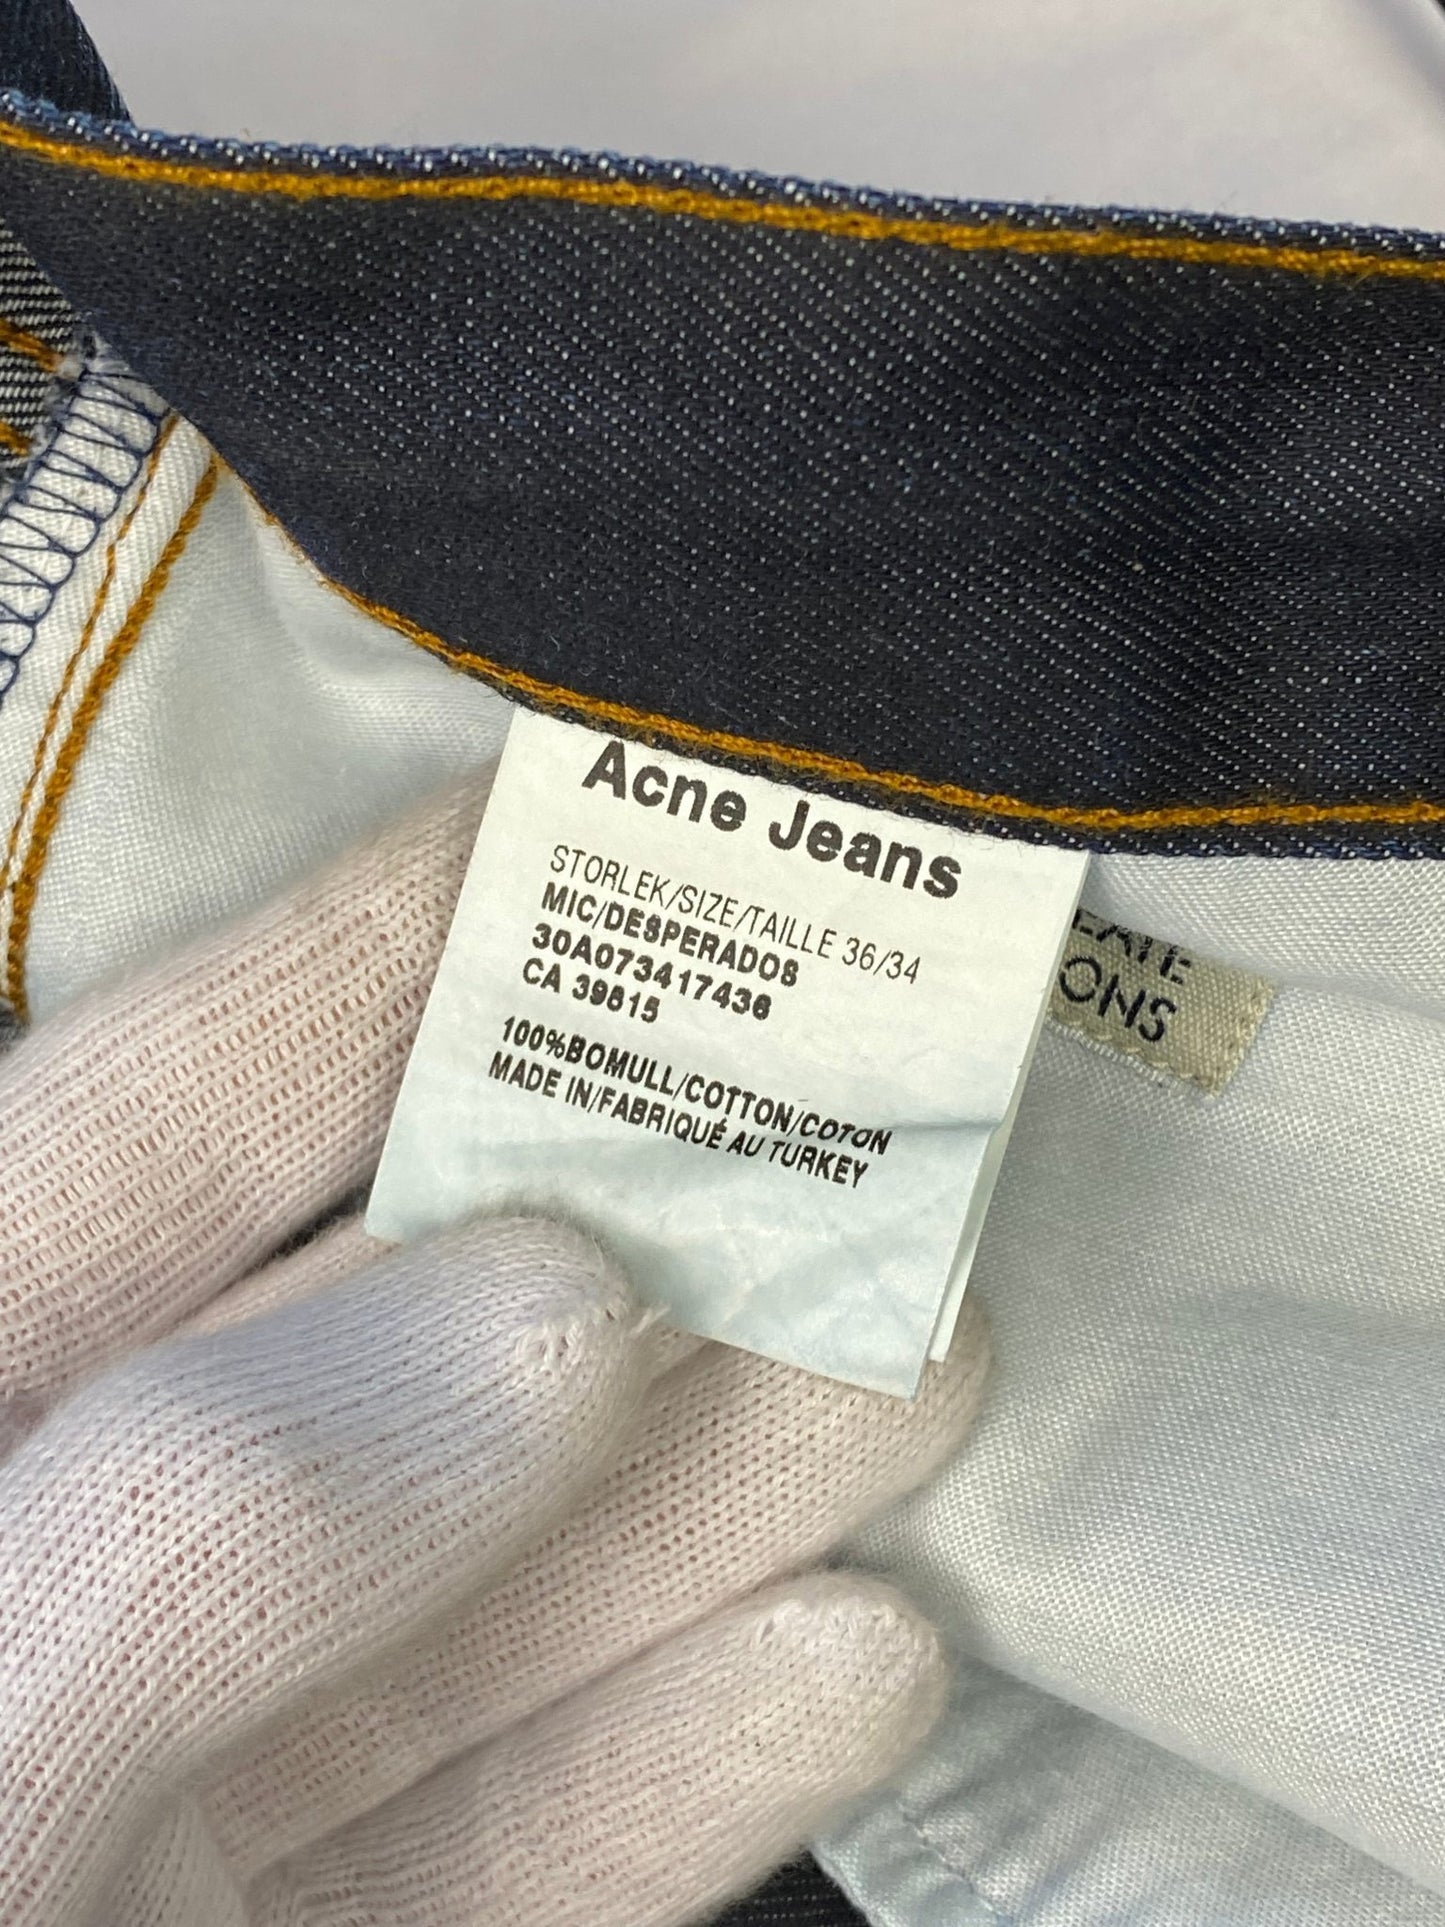 Acne Jeans
STORLEK/SIZE/TAILLE 36/34
MIC/DESPERADOS
30A073417436
CA 39815
100%BOMULL/COTTON/COTON
MADE IN/FABRIQUÉ AU TURKEY
EATE
ONS